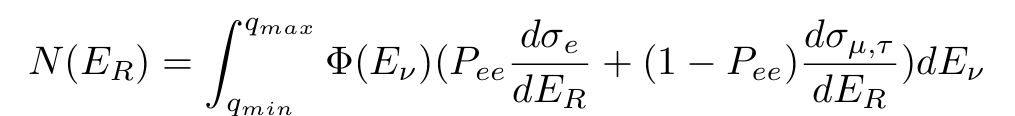 N(E_R) = \int_{q_{min}}^{q_{max}} \Phi(E_\nu)(P_{ee} \frac{d\sigma_e}{dE_R} + (1 - P_{ee}) \frac{d\sigma_{\mu,\tau}}{dE_R})dE_\nu